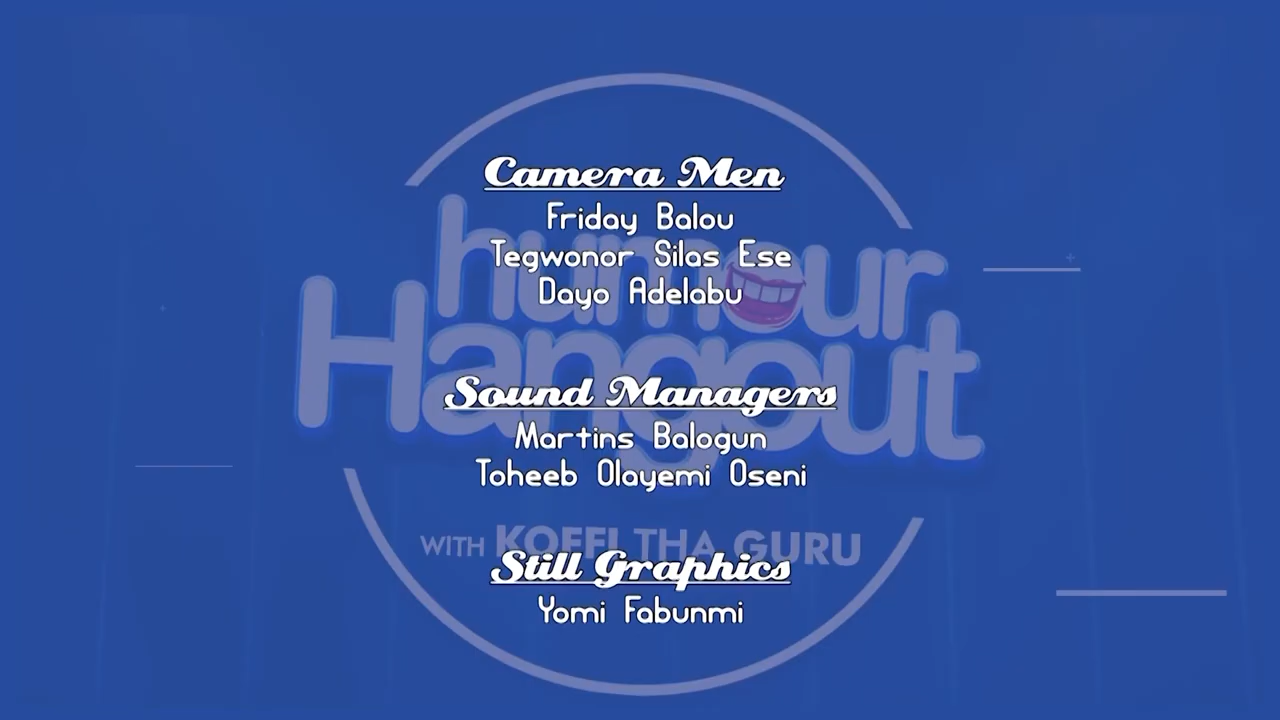 Camera Men
Friday Balou
Tegwonor Silas Ese
Dayo Adelabu
humour
Hangout
Sound Managers
Martins Balogun
Toheeb Olayemi Oseni
WITH KOFFI THA GURU
Still Graphics
Yomi Fabunmi